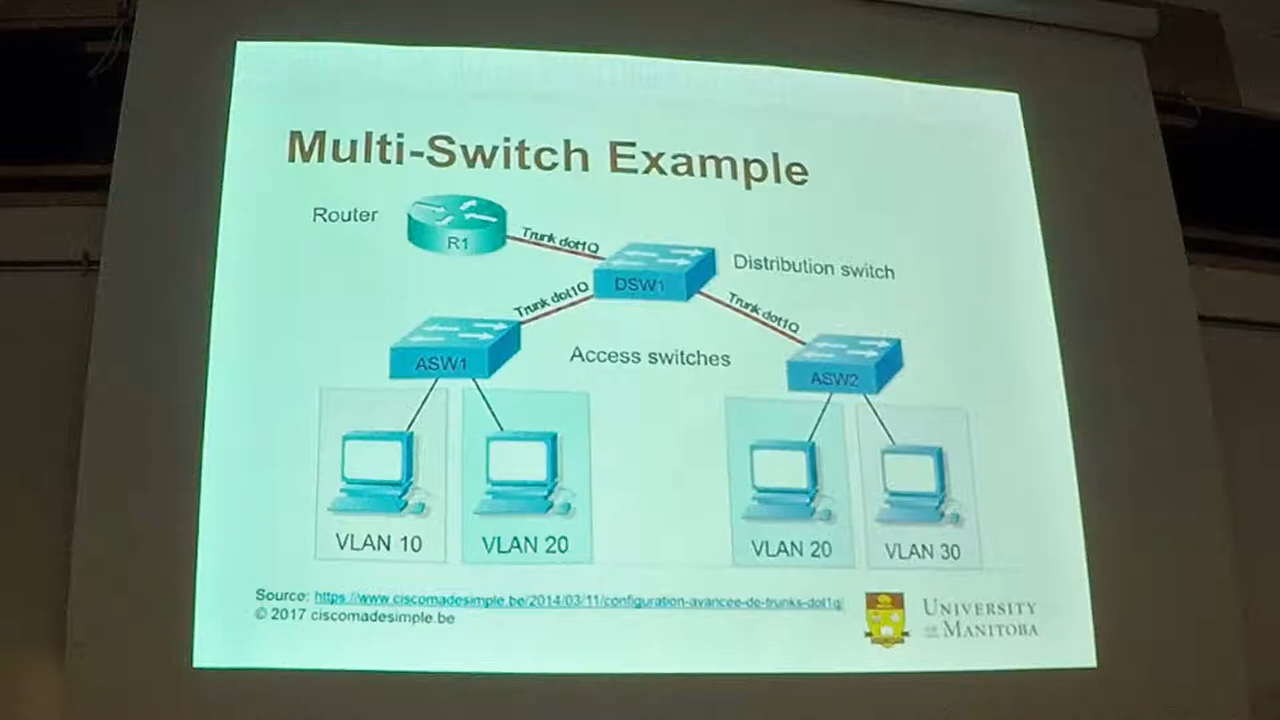 Multi-Switch Example
Router
R1
Trunk dot1Q
DSW1
Distribution switch
Trunk dot1Q
Trunk dot1Q
ASW1
Access switches
ASW2
VLAN 10
VLAN 20
VLAN 20
VLAN 30
Source: https://www.ciscomadesimple.be/2014/03/11/configuration-avancee-de-trunks-dot1q/
© 2017 ciscomadesimple.be
UNIVERSITY
OF MANITOBA